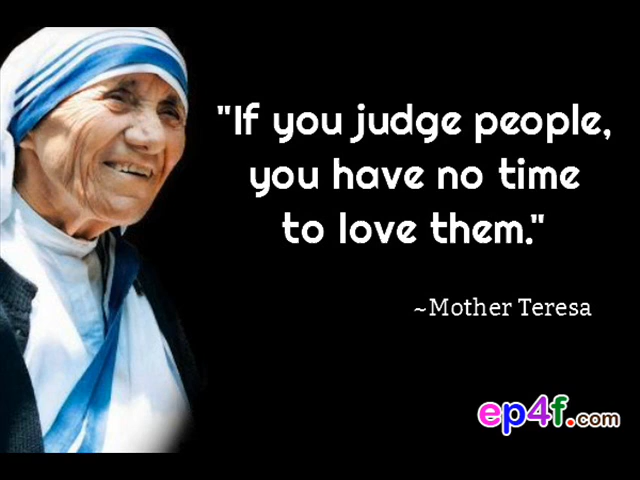 "If you judge people,
you have no time
to love them."
~Mother Teresa
ep4f.com